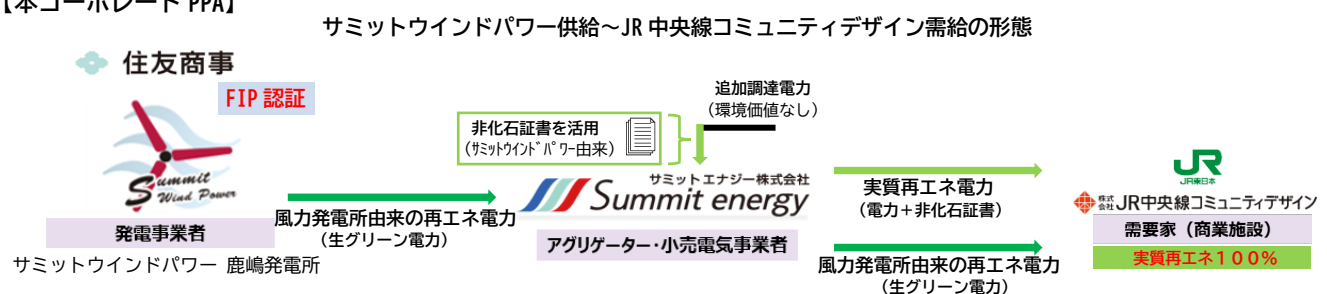 【本コーポレート PPA】
サミットウインドパワー供給～JR 中央線コミュニティデザイン需給の形態
住友商事
FIP 認証
Summit
Wind Power
発電事業者
サミットウインドパワー 鹿嶋発電所
風力発電所由来の再エネ電力
（生グリーン電力）
非化石証書を活用
（ｻﾐｯﾄｳｲﾝﾄﾞﾊﾟﾜｰ由来）
追加調達電力
（環境価値なし）
サミットエナジー株式会社
Summit energy
アグリゲーター・小売電気事業者
実質再エネ電力
（電力＋非化石証書）
風力発電所由来の再エネ電力
（生グリーン電力）
JR
JR東日本
株式会社JR中央線コミュニティデザイン
需要家（商業施設）
実質再エネ１００％